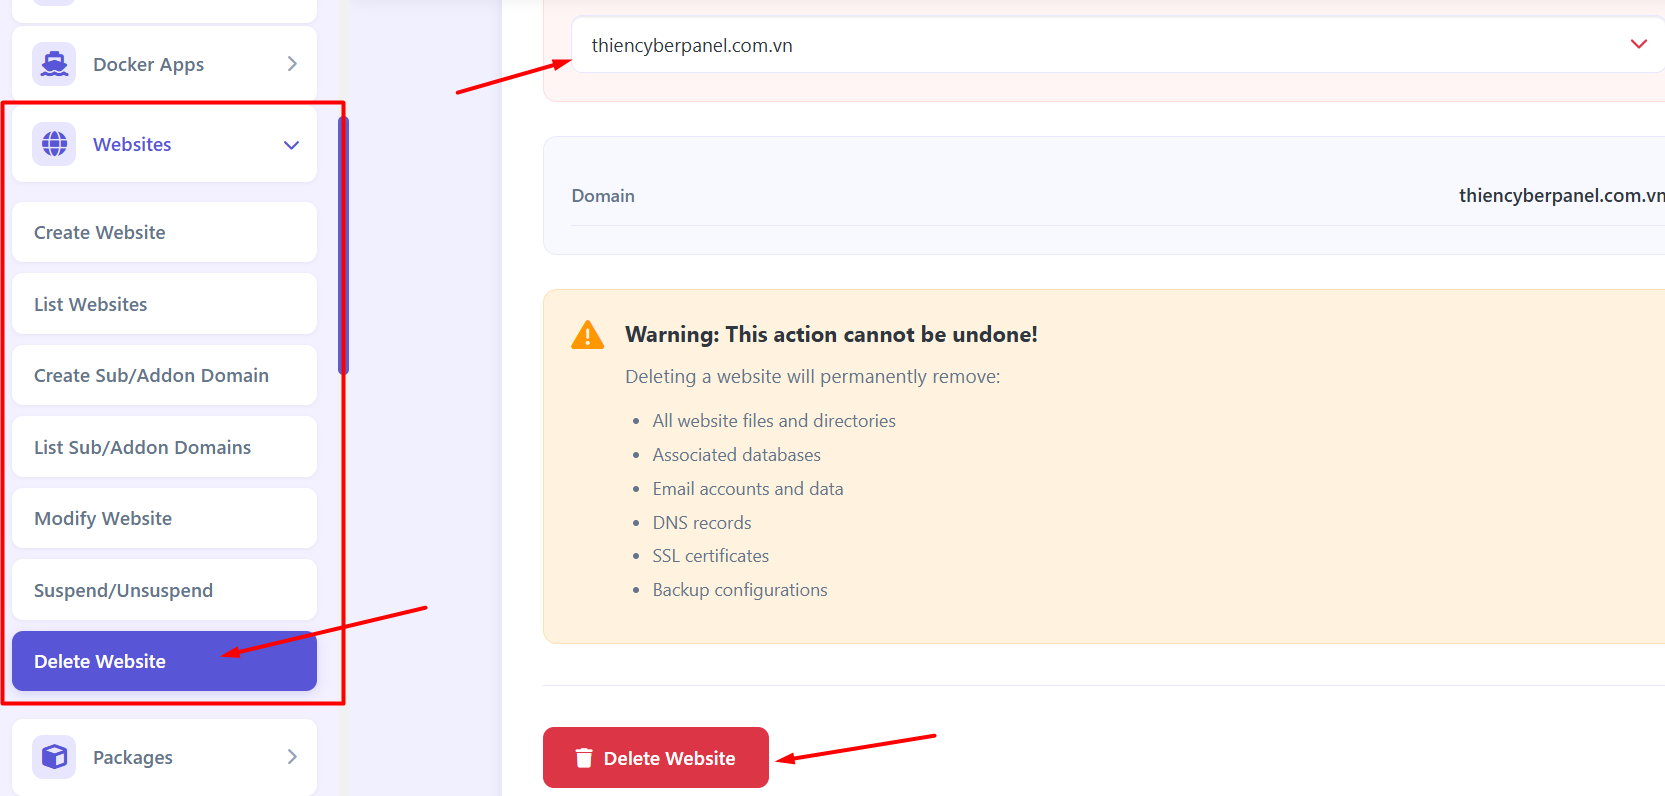 Docker Apps
Websites
Create Website
List Websites
Create Sub/Addon Domain
List Sub/Addon Domains
Modify Website
Suspend/Unsuspend
Delete Website
Packages
thiencyberpanel.com.vn
Domain
thiencyberpanel.com.vn
Warning: This action cannot be undone!
Deleting a website will permanently remove:
All website files and directories
Associated databases
Email accounts and data
DNS records
SSL certificates
Backup configurations
Delete Website